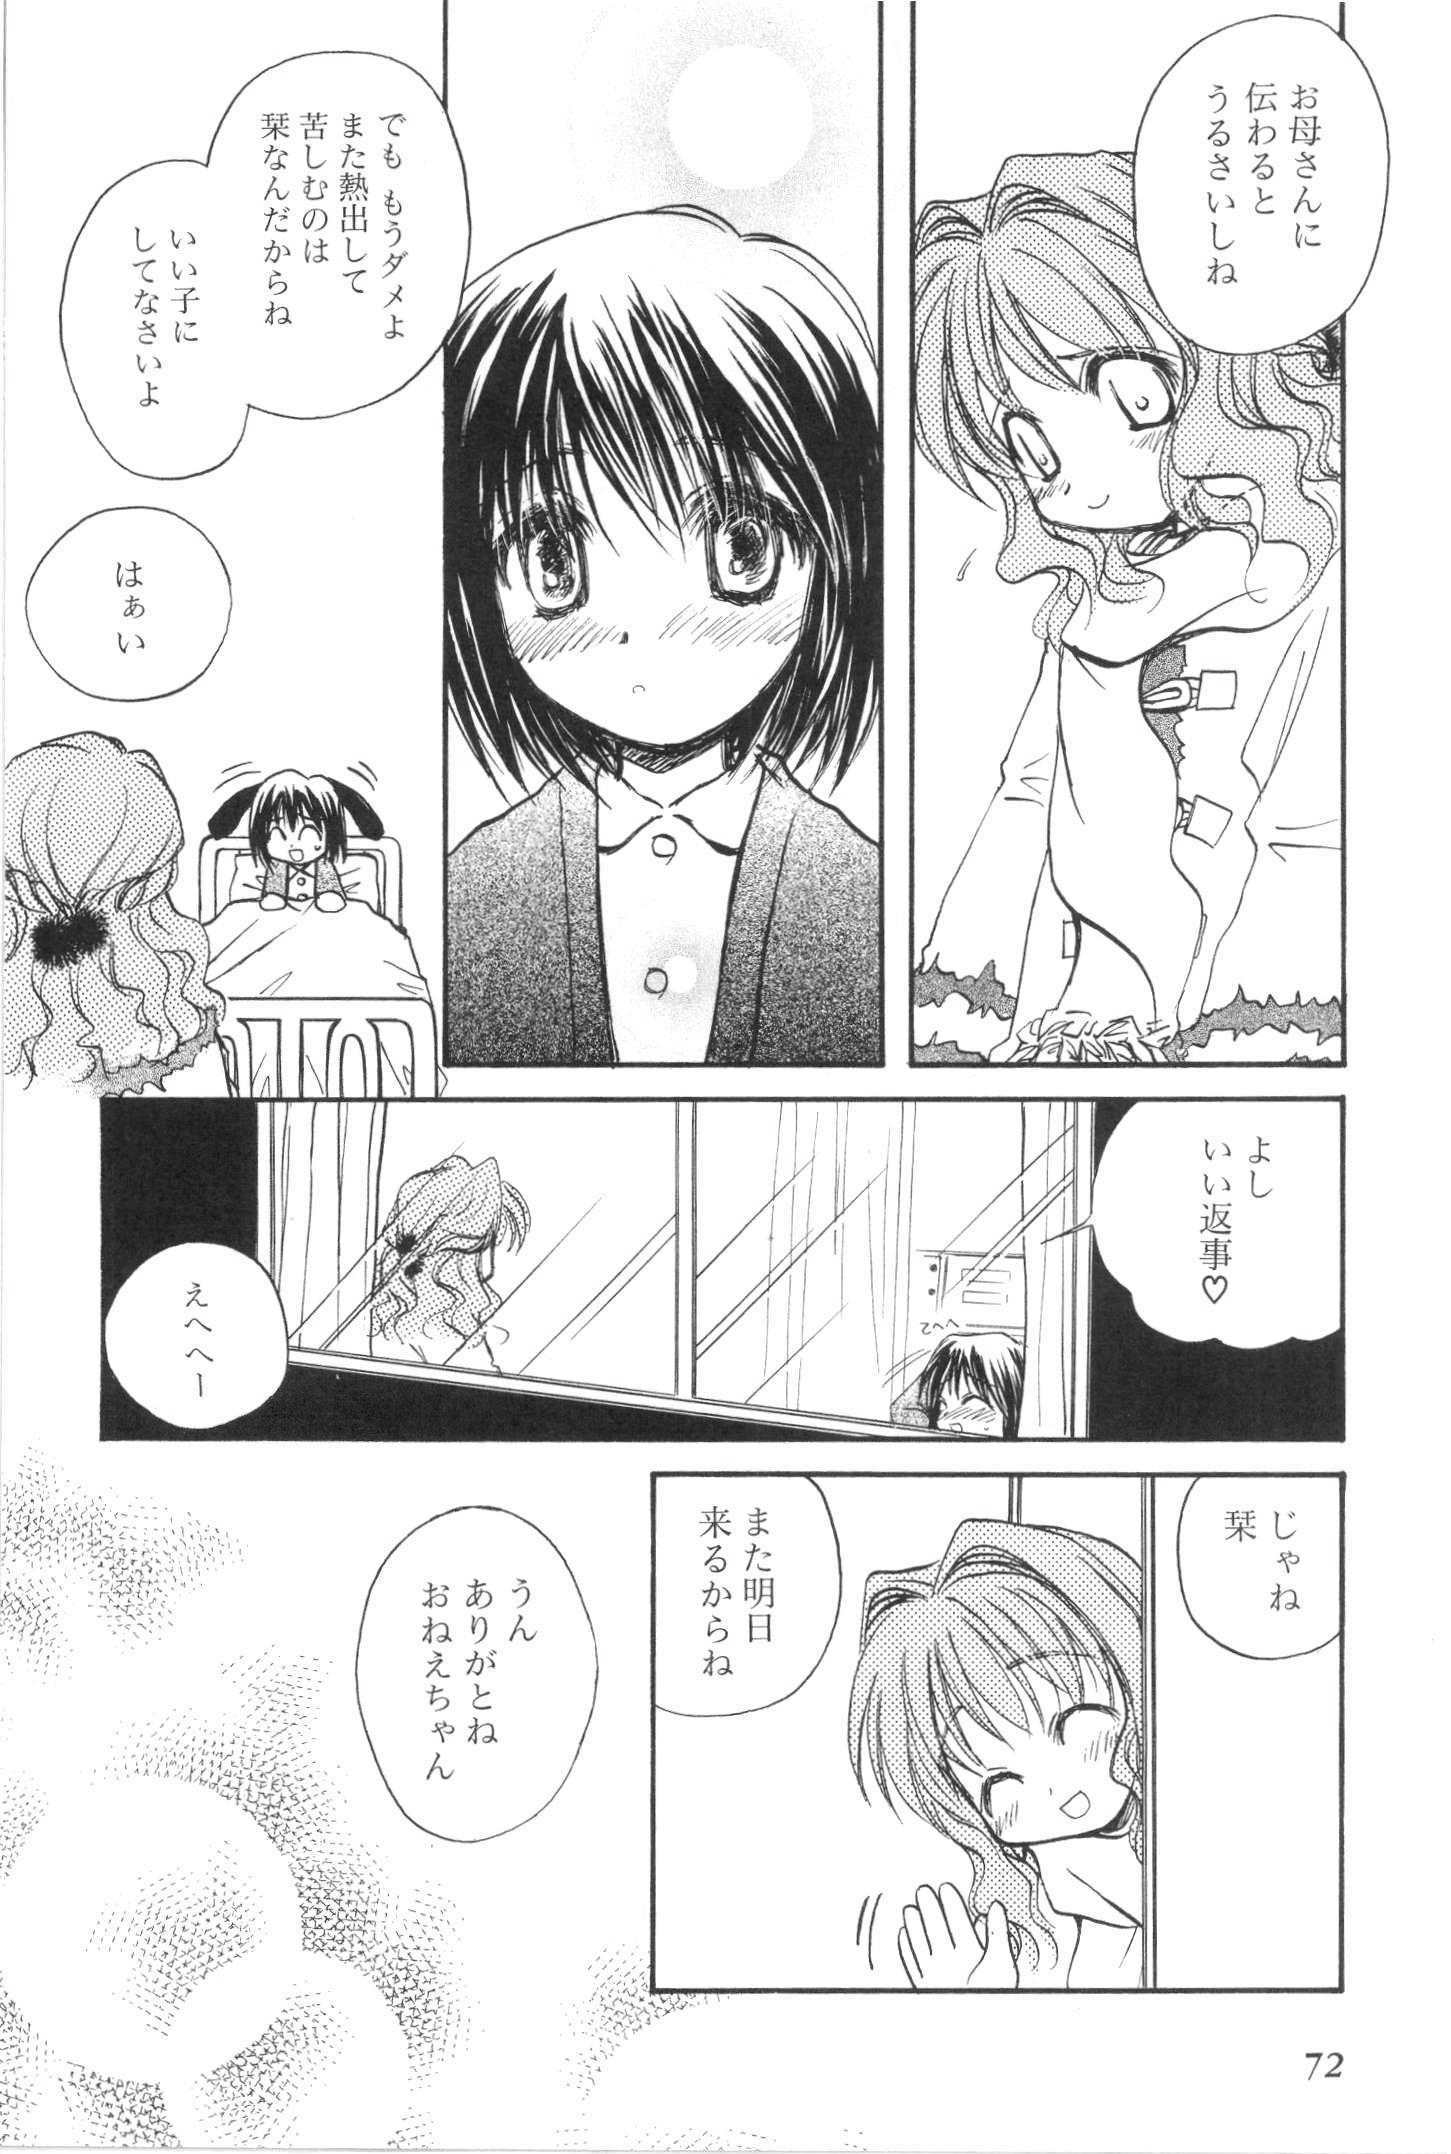 お母さんに
伝わると
うるさいしね
でも もうダメよ
また熱出して
苦しむのは
栞なんだからね
いい子に
してなさいよ
はぁい
よし
いい返事♡
てへへ
えへへー
じゃね
栞
また明日
来るからね
うん
ありがとね
おねえちゃん
72